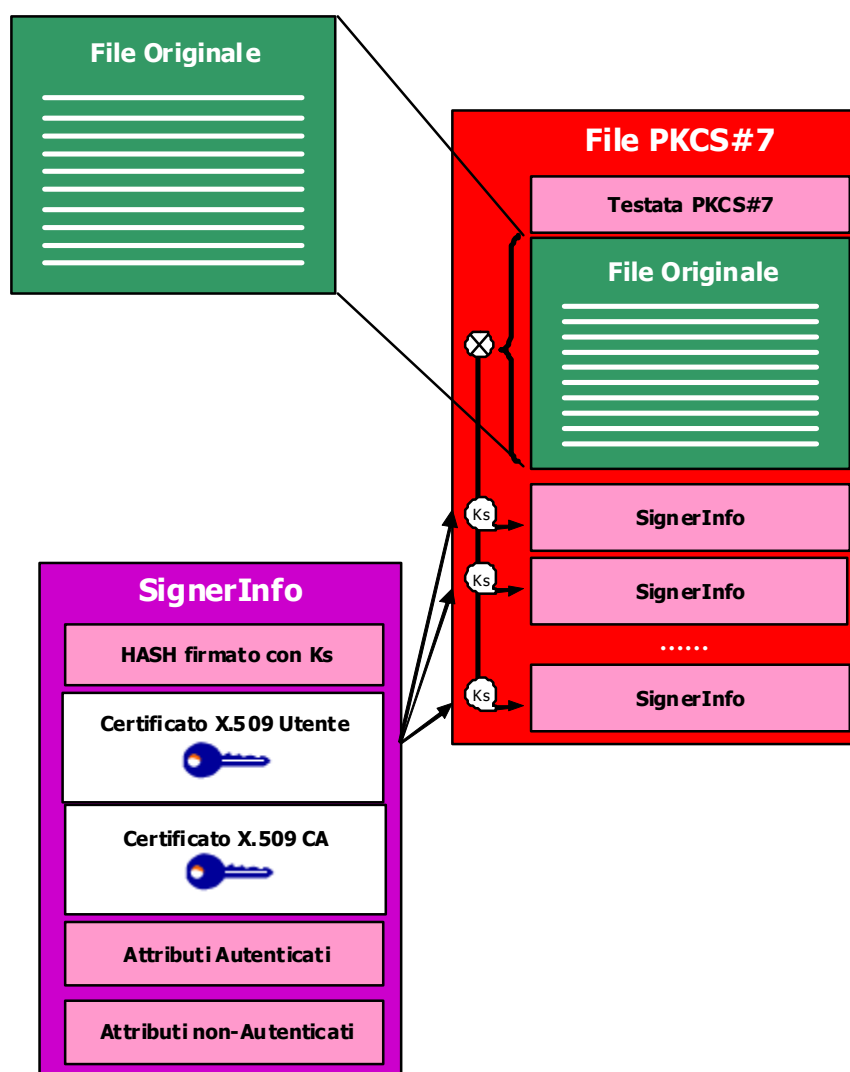 File Originale
File PKCS#7
Testata PKCS#7
File Originale
Ks
SignerInfo
Ks
SignerInfo
......
Ks
SignerInfo
SignerInfo
HASH firmato con Ks
Certificato X.509 Utente
Certificato X.509 CA
Attributi Autenticati
Attributi non-Autenticati